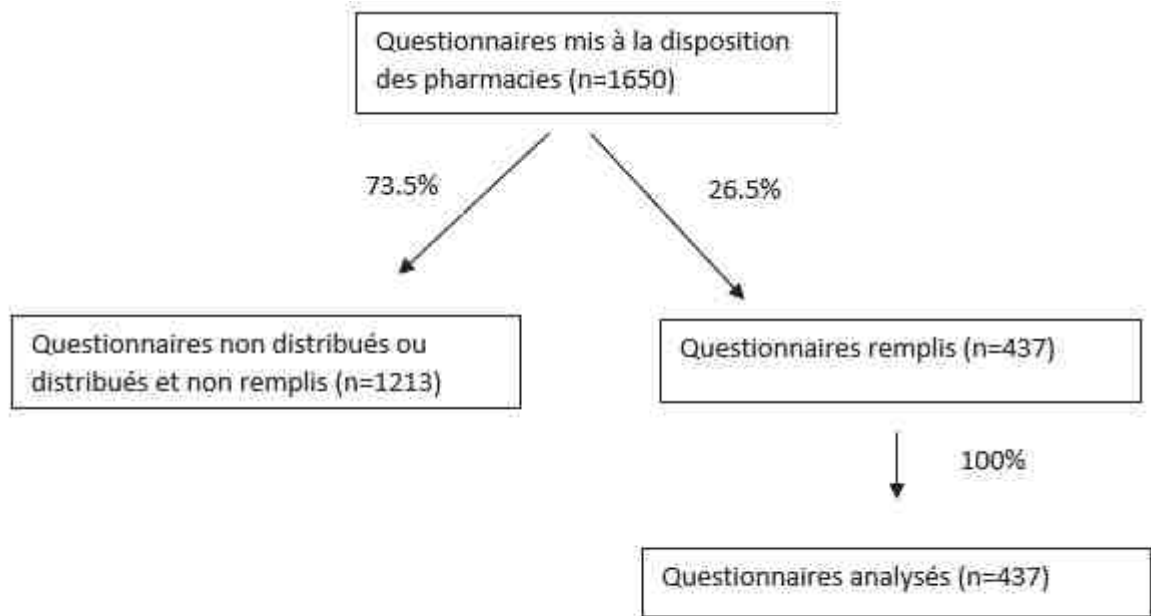 Questionnaires mis à la disposition
des pharmacies (n=1650)
73.5%
26.5%
Questionnaires non distribués ou
distribués et non remplis (n=1213)
Questionnaires remplis (n=437)
100%
Questionnaires analysés (n=437)